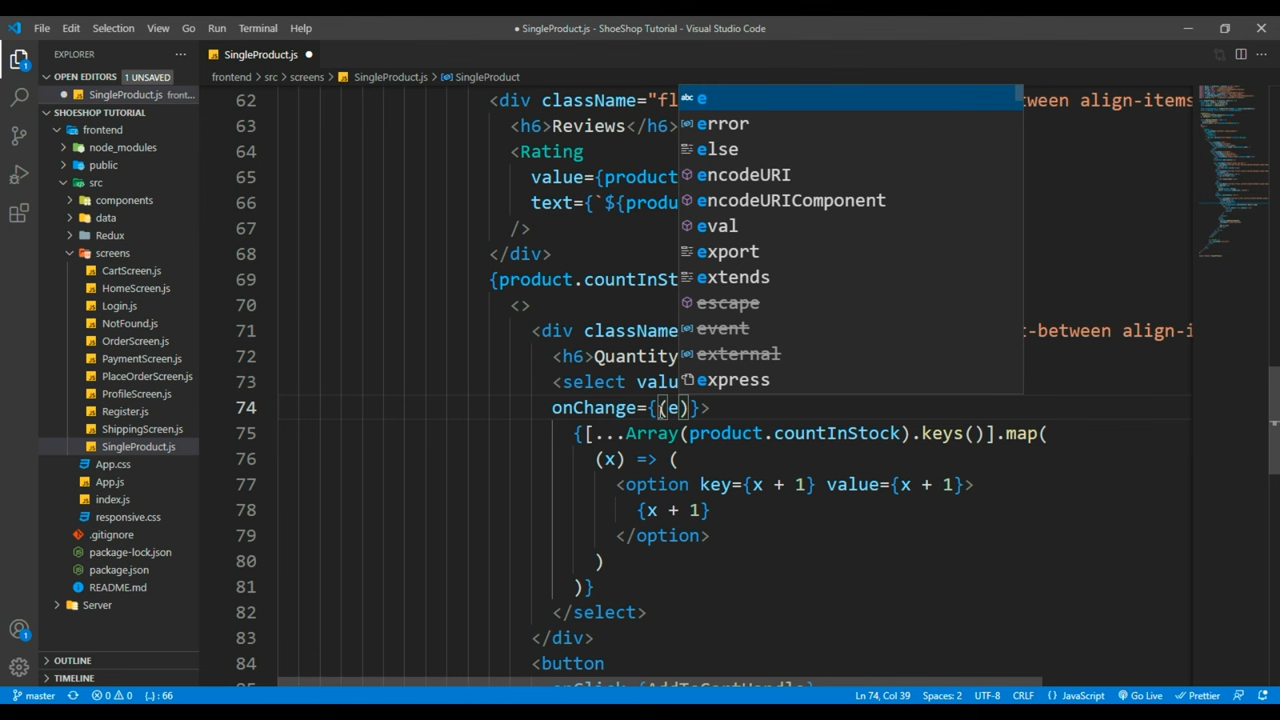 File Edit Selection View Go Run Terminal Help
● SingleProduct.js - ShoeShop Tutorial - Visual Studio Code
EXPLORER
SingleProduct.js
OPEN EDITORS 1 UNSAVED
SingleProduct.js front...
SHOESHOP TUTORIAL
frontend
node_modules
public
src
components
data
Redux
screens
CartScreen.js
HomeScreen.js
Login.js
NotFound.js
OrderScreen.js
PaymentScreen.js
PlaceOrderScreen.js
ProfileScreen.js
Register.js
ShippingScreen.js
SingleProduct.js
App.css
App.js
index.js
responsive.css
.gitignore
package-lock.json
package.json
README.md
Server
OUTLINE
TIMELINE
frontend > src > screens > SingleProduct.js > SingleProduct
62 <div className="fl
between align-items
63 <h6>Reviews</h6>
64 <Rating
65 value={product
66 text={`${produ
67 />
68 </div>
69 {product.countInSt
70 <>
71 <div className
t-between align-i
72 <h6>Quantity
73 <select valu
74 onChange={(e)}>
75 {[...Array(product.countInStock).keys()].map(
76 (x) => (
77 <option key={x + 1} value={x + 1}>
78 {x + 1}
79 </option>
80 )
81 )}
82 </select>
83 </div>
84 <button
abc e
error
else
encodeURI
encodeURIComponent
eval
export
extends
escape
event
external
express
1
1
master 0 0 {..} : 66
Ln 74, Col 39 Spaces: 2 UTF-8 CRLF {} JavaScript Go Live Prettier